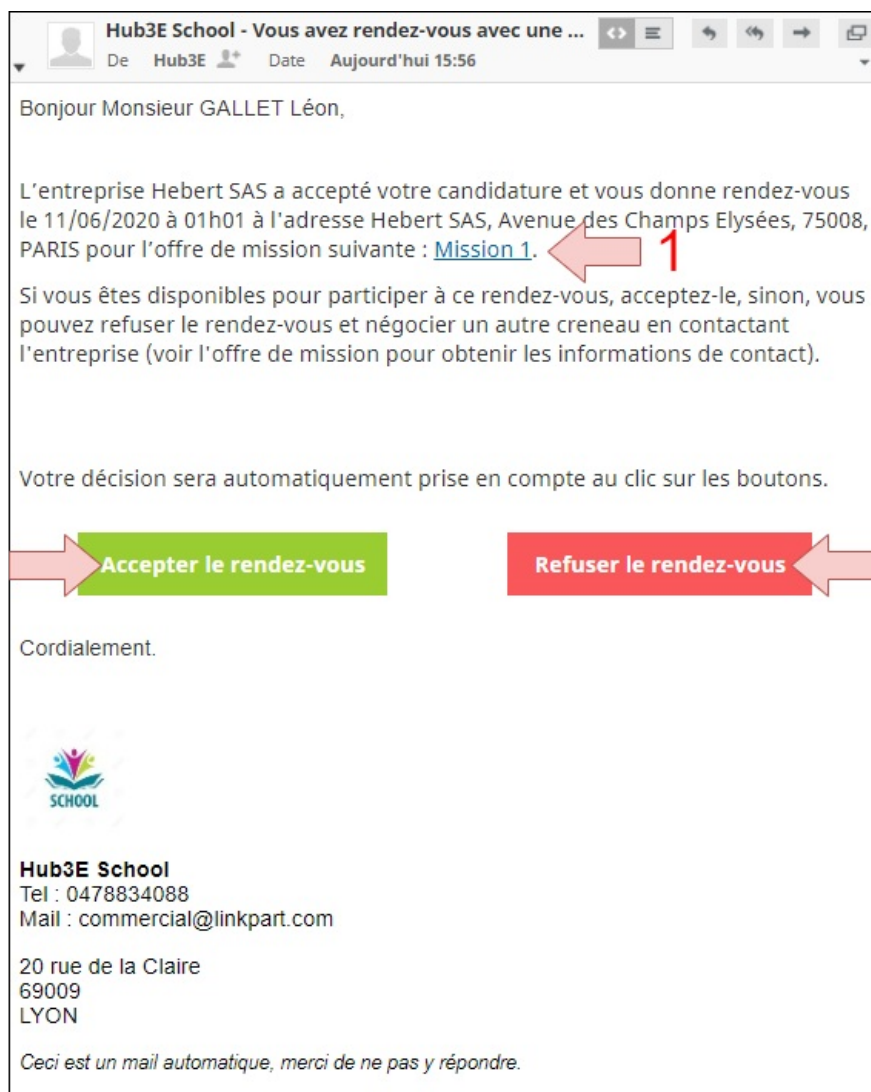 Hub3E School - Vous avez rendez-vous avec une ...
De Hub3E Date Aujourd'hui 15:56
Bonjour Monsieur GALLET Léon,
L’entreprise Hebert SAS a accepté votre candidature et vous donne rendez-vous
le 11/06/2020 à 01h01 à l'adresse Hebert SAS, Avenue des Champs Elysées, 75008,
PARIS pour l’offre de mission suivante : Mission 1.
1
Si vous êtes disponibles pour participer à ce rendez-vous, acceptez-le, sinon, vous
pouvez refuser le rendez-vous et négocier un autre creneau en contactant
l'entreprise (voir l'offre de mission pour obtenir les informations de contact).
Votre décision sera automatiquement prise en compte au clic sur les boutons.
Accepter le rendez-vous
Refuser le rendez-vous
Cordialement.
SCHOOL
Hub3E School
Tel : 0478834088
Mail : commercial@linkpart.com
20 rue de la Claire
69009
LYON
Ceci est un mail automatique, merci de ne pas y répondre.